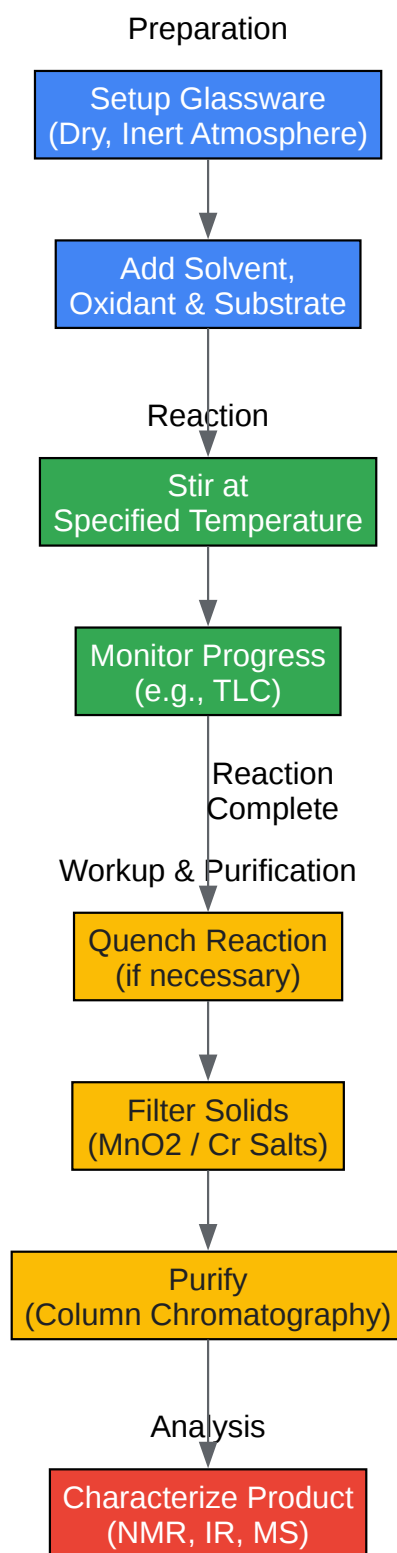 Preparation
Setup Glassware
(Dry, Inert Atmosphere)
Add Solvent,
Oxidant & Substrate
Reaction
Stir at
Specified Temperature
Monitor Progress
(e.g., TLC)
Reaction
Complete
Workup & Purification
Quench Reaction
(if necessary)
Filter Solids
(MnO2 / Cr Salts)
Purify
(Column Chromatography)
Analysis
Characterize Product
(NMR, IR, MS)